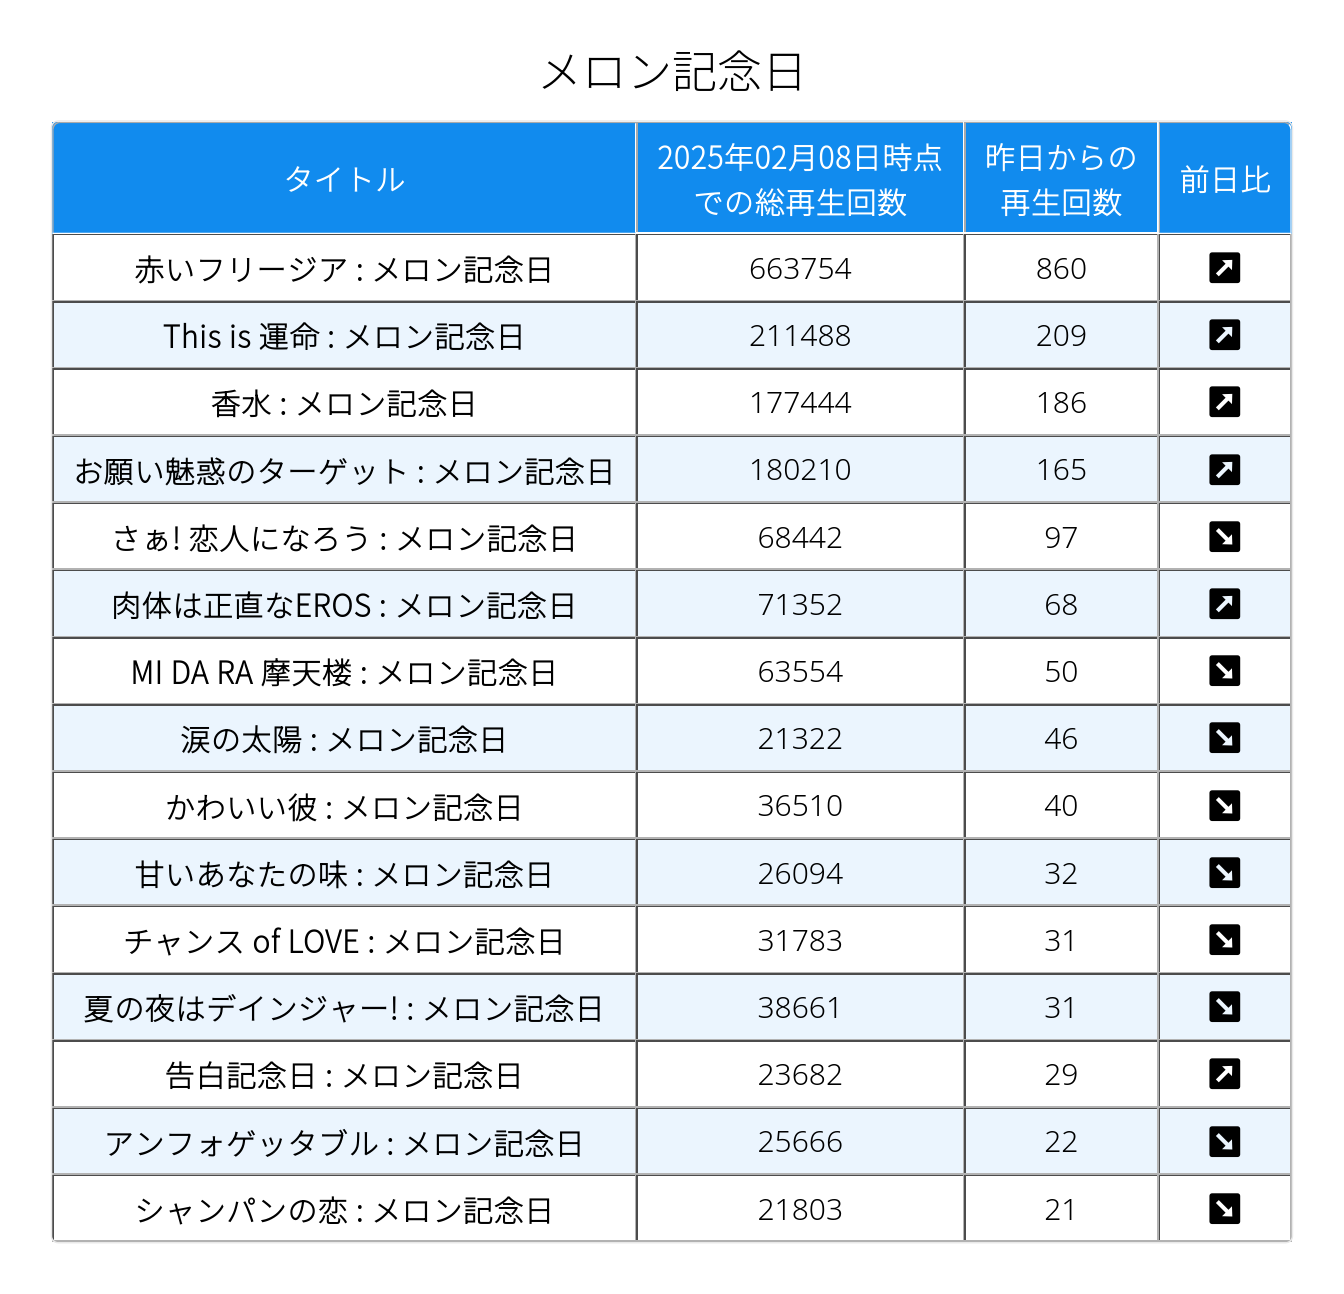 メロン記念日
タイトル 2025年02月08日時点での総再生回数 昨日からの再生回数 前日比
赤いフリージア : メロン記念日 663754 860 ↗
This is 運命 : メロン記念日 211488 209 ↗
香水 : メロン記念日 177444 186 ↗
お願い魅惑のターゲット : メロン記念日 180210 165 ↗
さぁ! 恋人になろう : メロン記念日 68442 97 ↘
肉体は正直なEROS : メロン記念日 71352 68 ↗
MI DA RA 摩天楼 : メロン記念日 63554 50 ↘
涙の太陽 : メロン記念日 21322 46 ↘
かわいい彼 : メロン記念日 36510 40 ↘
甘いあなたの味 : メロン記念日 26094 32 ↘
チャンス of LOVE : メロン記念日 31783 31 ↘
夏の夜はデインジャー! : メロン記念日 38661 31 ↘
告白記念日 : メロン記念日 23682 29 ↗
アンフォゲッタブル : メロン記念日 25666 22 ↘
シャンパンの恋 : メロン記念日 21803 21 ↘